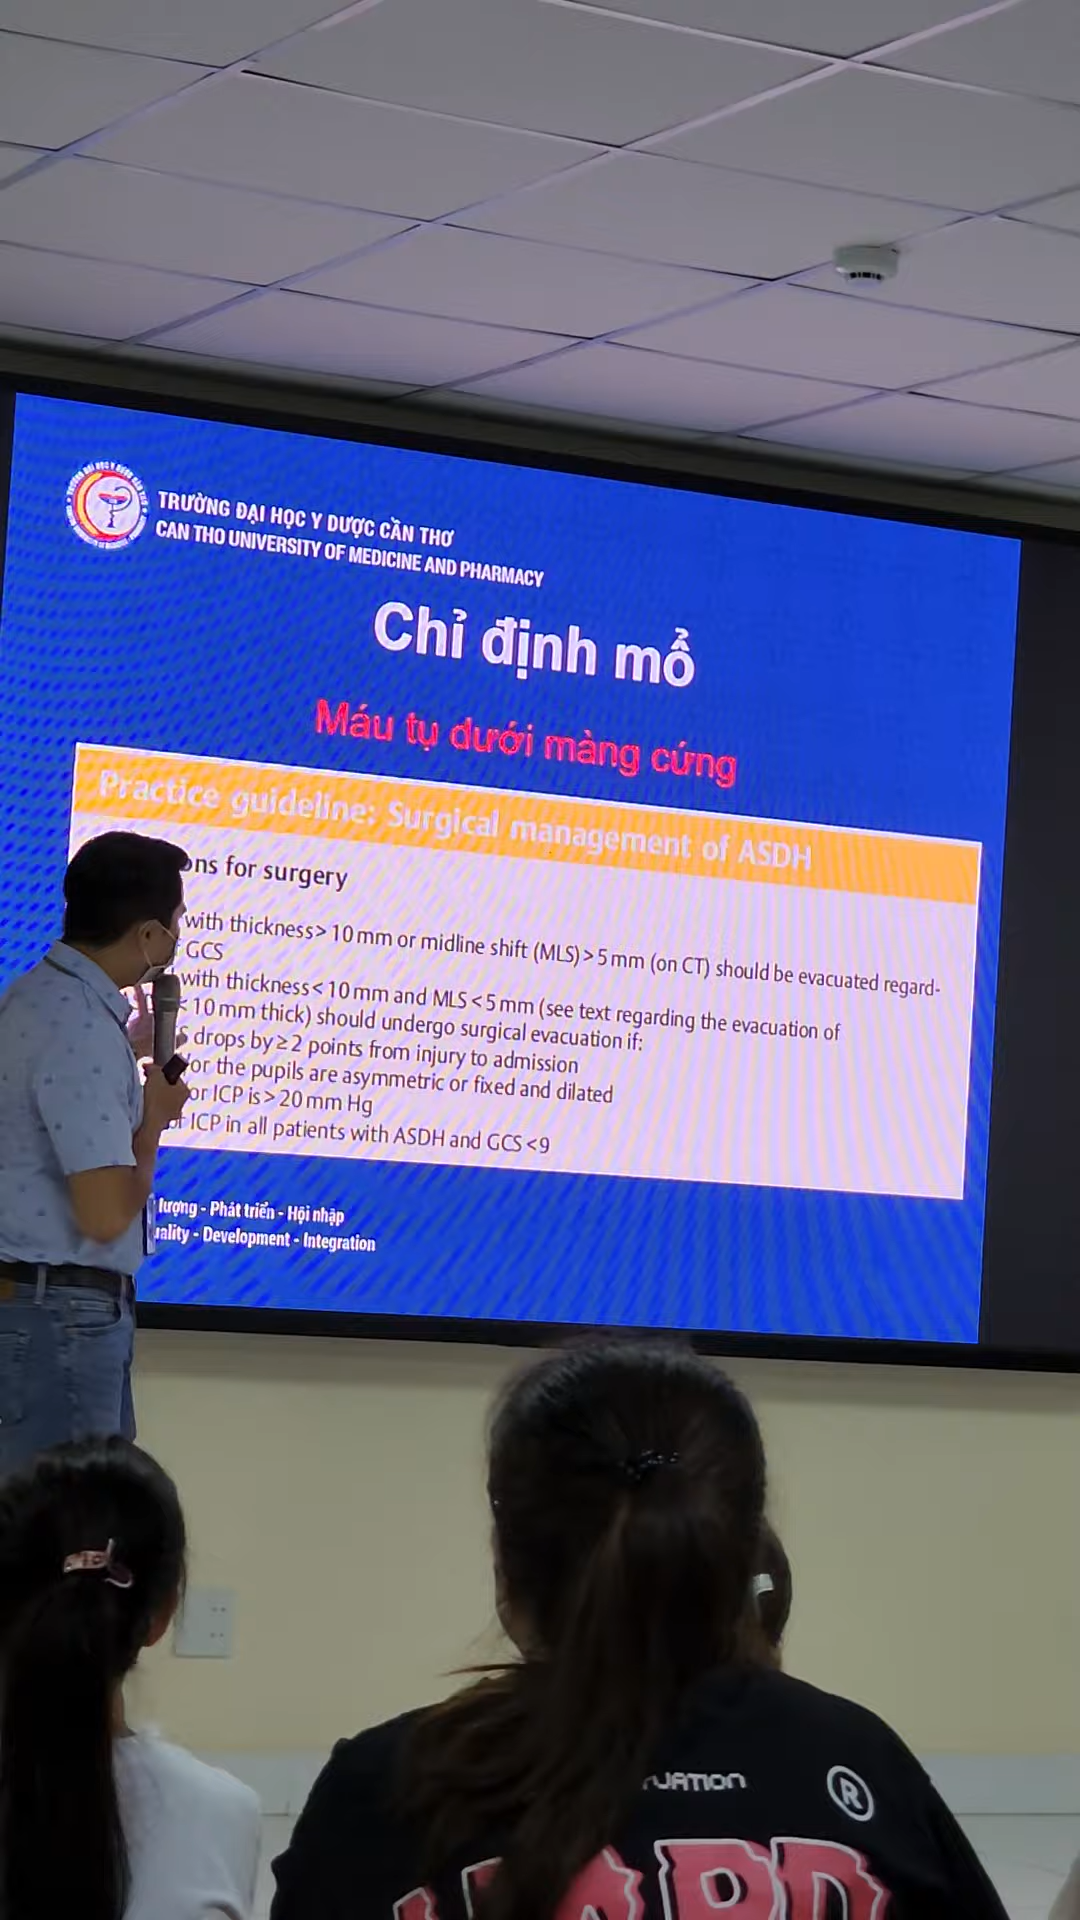 TRƯỜNG ĐẠI HỌC Y DƯỢC CẦN THƠ
CAN THO UNIVERSITY OF MEDICINE AND PHARMACY
Chỉ định mổ
Máu tụ dưới màng cứng
Practice guideline: Surgical management of ASDH
for surgery
with thickness> 10 mm or midline shift (MLS) > 5 mm (on CT) should be evacuated regard-
GCS
with thickness< 10 mm and MLS < 5 mm (see text regarding the evacuation of
< 10 mm thick) should undergo surgical evacuation if:
drops by ≥ 2 points from injury to admission
or the pupils are asymmetric or fixed and dilated
or ICP is > 20 mm Hg
ICP in all patients with ASDH and GCS <9
lượng - Phát triển - Hội nhập
- Development - Integration
®